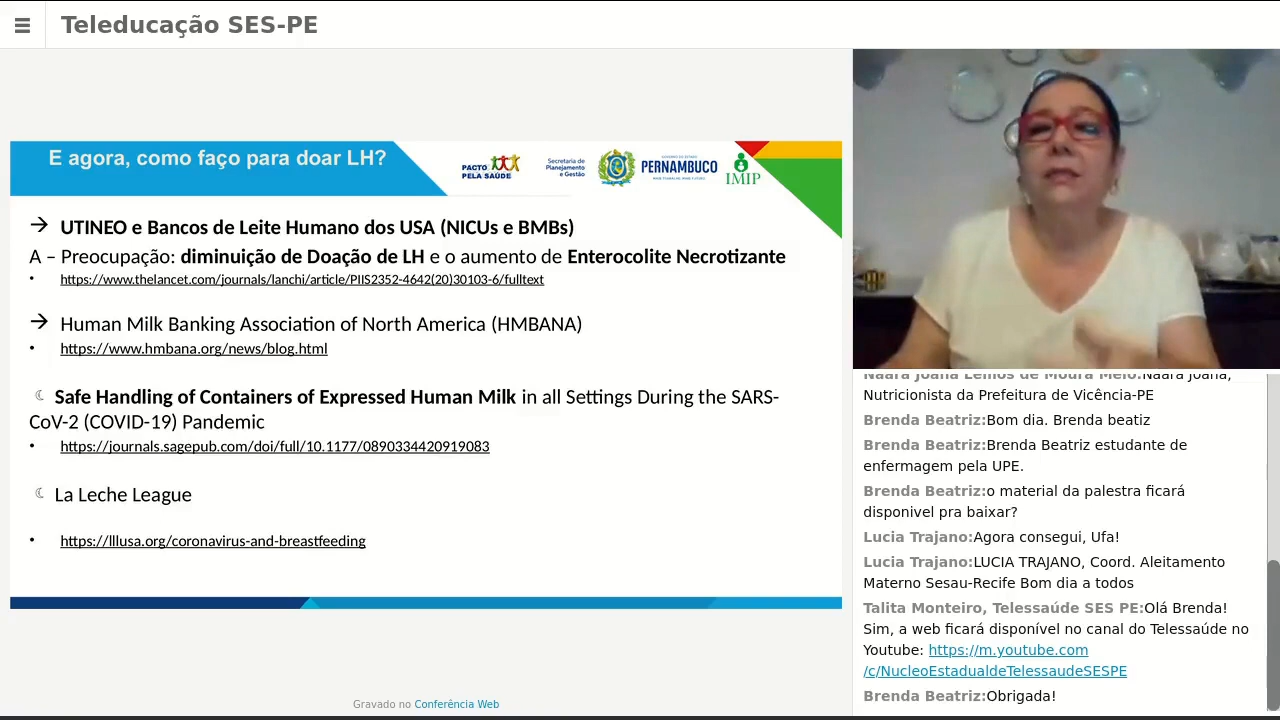 Teleducação SES-PE
E agora, como faço para doar LH?
PACTO
PELA SAÚDE
Secretaria de
Planejamento
e Gestão
PERNAMBUCO
IMIP
→ UTINEO e Bancos de Leite Humano dos USA (NICUs e BMBs)
A – Preocupação: diminuição de Doação de LH e o aumento de Enterocolite Necrotizante
• https://www.thelancet.com/journals/lanchi/article/PIIS2352-4642(20)30103-6/fulltext
→ Human Milk Banking Association of North America (HMBANA)
• https://www.hmbana.org/news/blog.html
☾ Safe Handling of Containers of Expressed Human Milk in all Settings During the SARS-
CoV-2 (COVID-19) Pandemic
• https://journals.sagepub.com/doi/full/10.1177/0890334420919083
☾ La Leche League
• https://lllusa.org/coronavirus-and-breastfeeding
Gravado no Conferência Web
Naara Joana Lemos de Moura Melo:Naara Joana,
Nutricionista da Prefeitura de Vicência-PE
Brenda Beatriz:Bom dia. Brenda beatiz
Brenda Beatriz:Brenda Beatriz estudante de
enfermagem pela UPE.
Brenda Beatriz:o material da palestra ficará
disponivel pra baixar?
Lucia Trajano:Agora consegui, Ufa!
Lucia Trajano:LUCIA TRAJANO, Coord. Aleitamento
Materno Sesau-Recife Bom dia a todos
Talita Monteiro, Telessaúde SES PE:Olá Brenda!
Sim, a web ficará disponível no canal do Telessaúde no
Youtube: https://m.youtube.com
/c/NucleoEstadualdeTelessaudeSESPE
Brenda Beatriz:Obrigada!